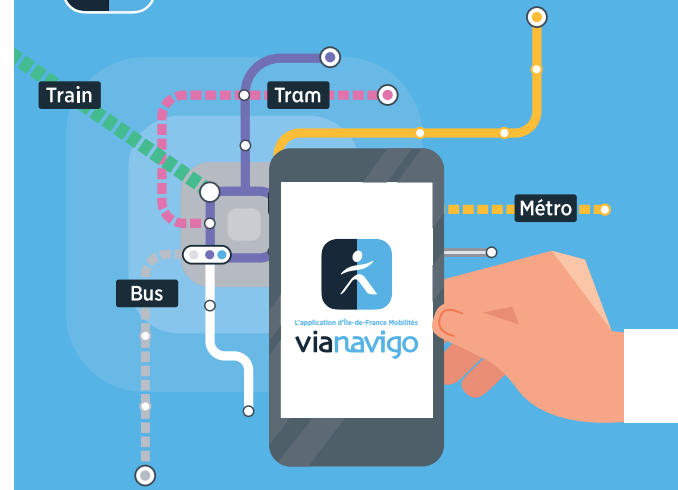 Train
Tram
Métro
Bus
L'application d'Île-de-France Mobilités
vianavigo